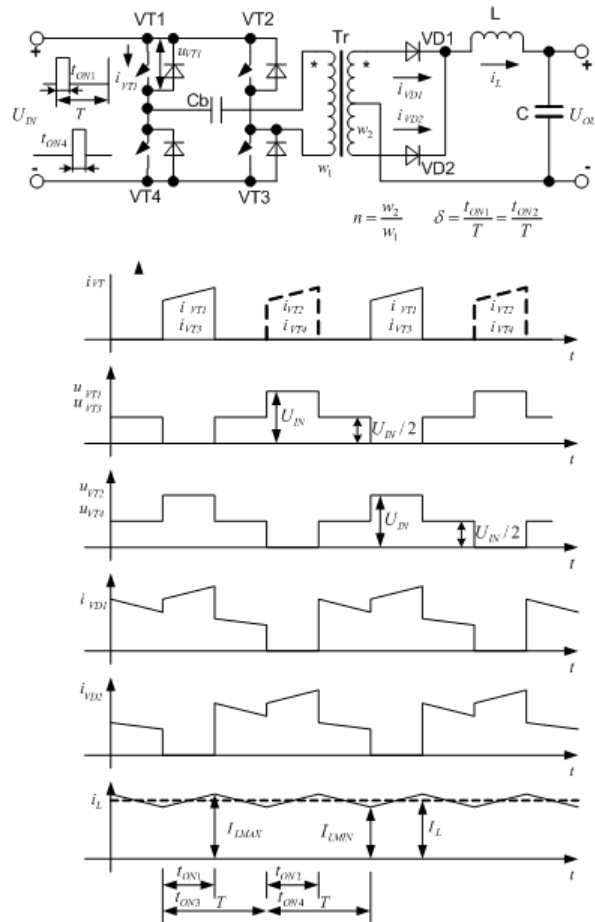 VT1 VT2
+ t_ON1 i_VT1 u_VT1 Tr VD1 L +
* *
T Cb i_VD1 i_L
U_IN i_VD2 C U_OU
t_ON4 w_2
- w_1 VD2 -
VT4 VT3
n = w_2/w_1 δ = t_ON1/T = t_ON2/T
i_VT
i_VT1 i_VT2 i_VT1 i_VT2
i_VT3 i_VT4 i_VT3 i_VT4
t
u_VT1
u_VT3
U_IN U_IN/2
t
u_VT2
u_VT4
U_IN U_IN/2
t
i_VD1
t
i_VD2
t
i_L
I_LMAX I_LMIN I_L
t
t_ON1 t_ON2
t_ON3 T t_ON4 T